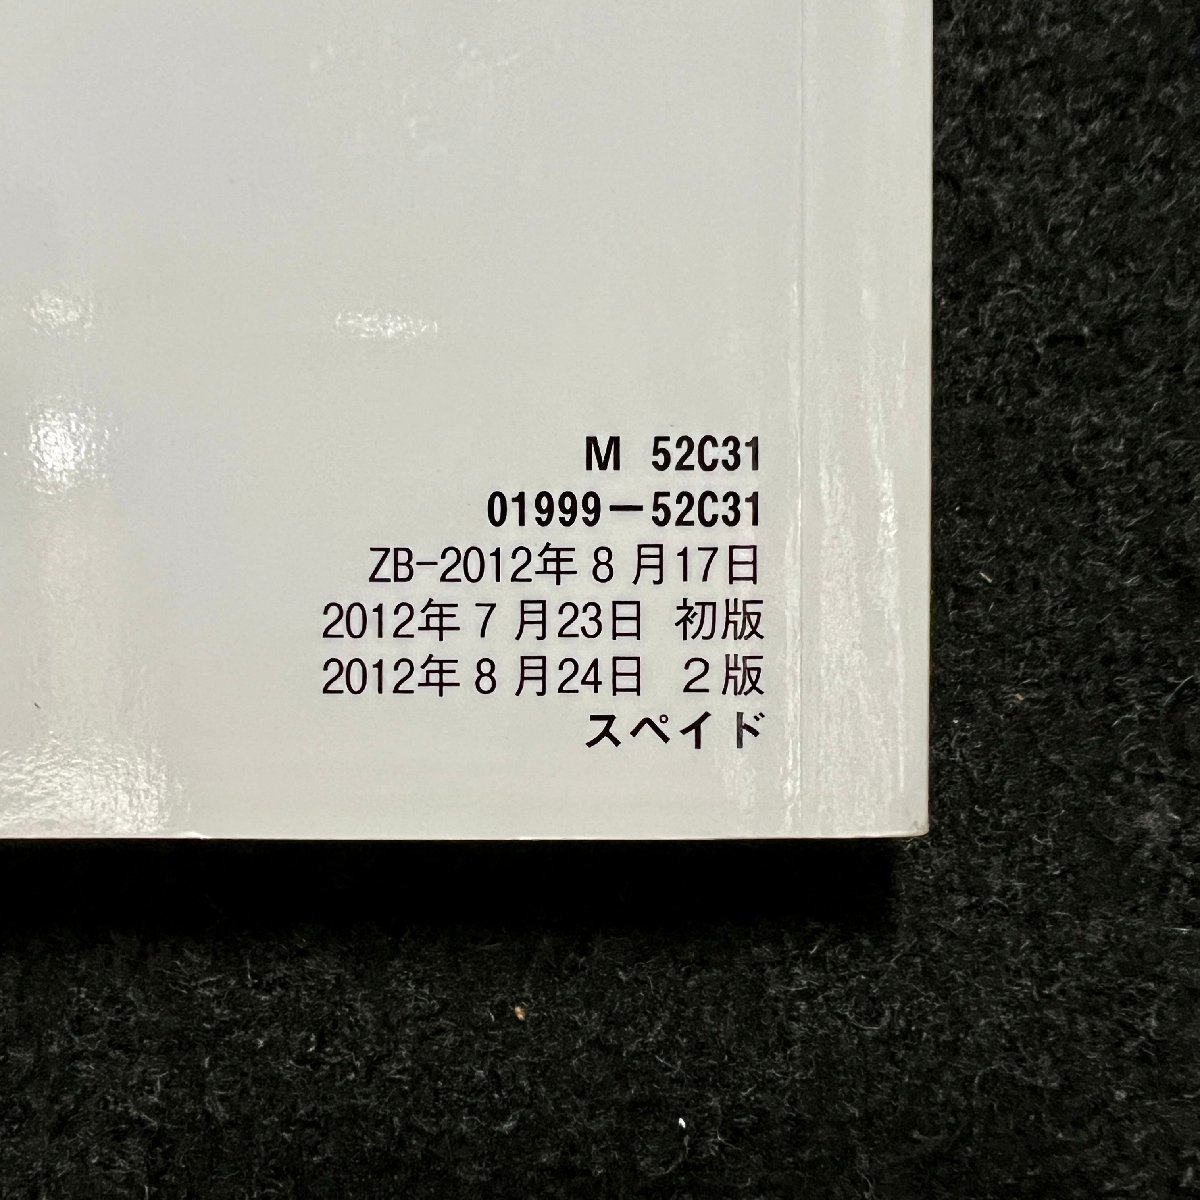 M 52C31
01999－52C31
ZB-2012年8月17日
2012年7月23日 初版
2012年8月24日 2版
スペイド